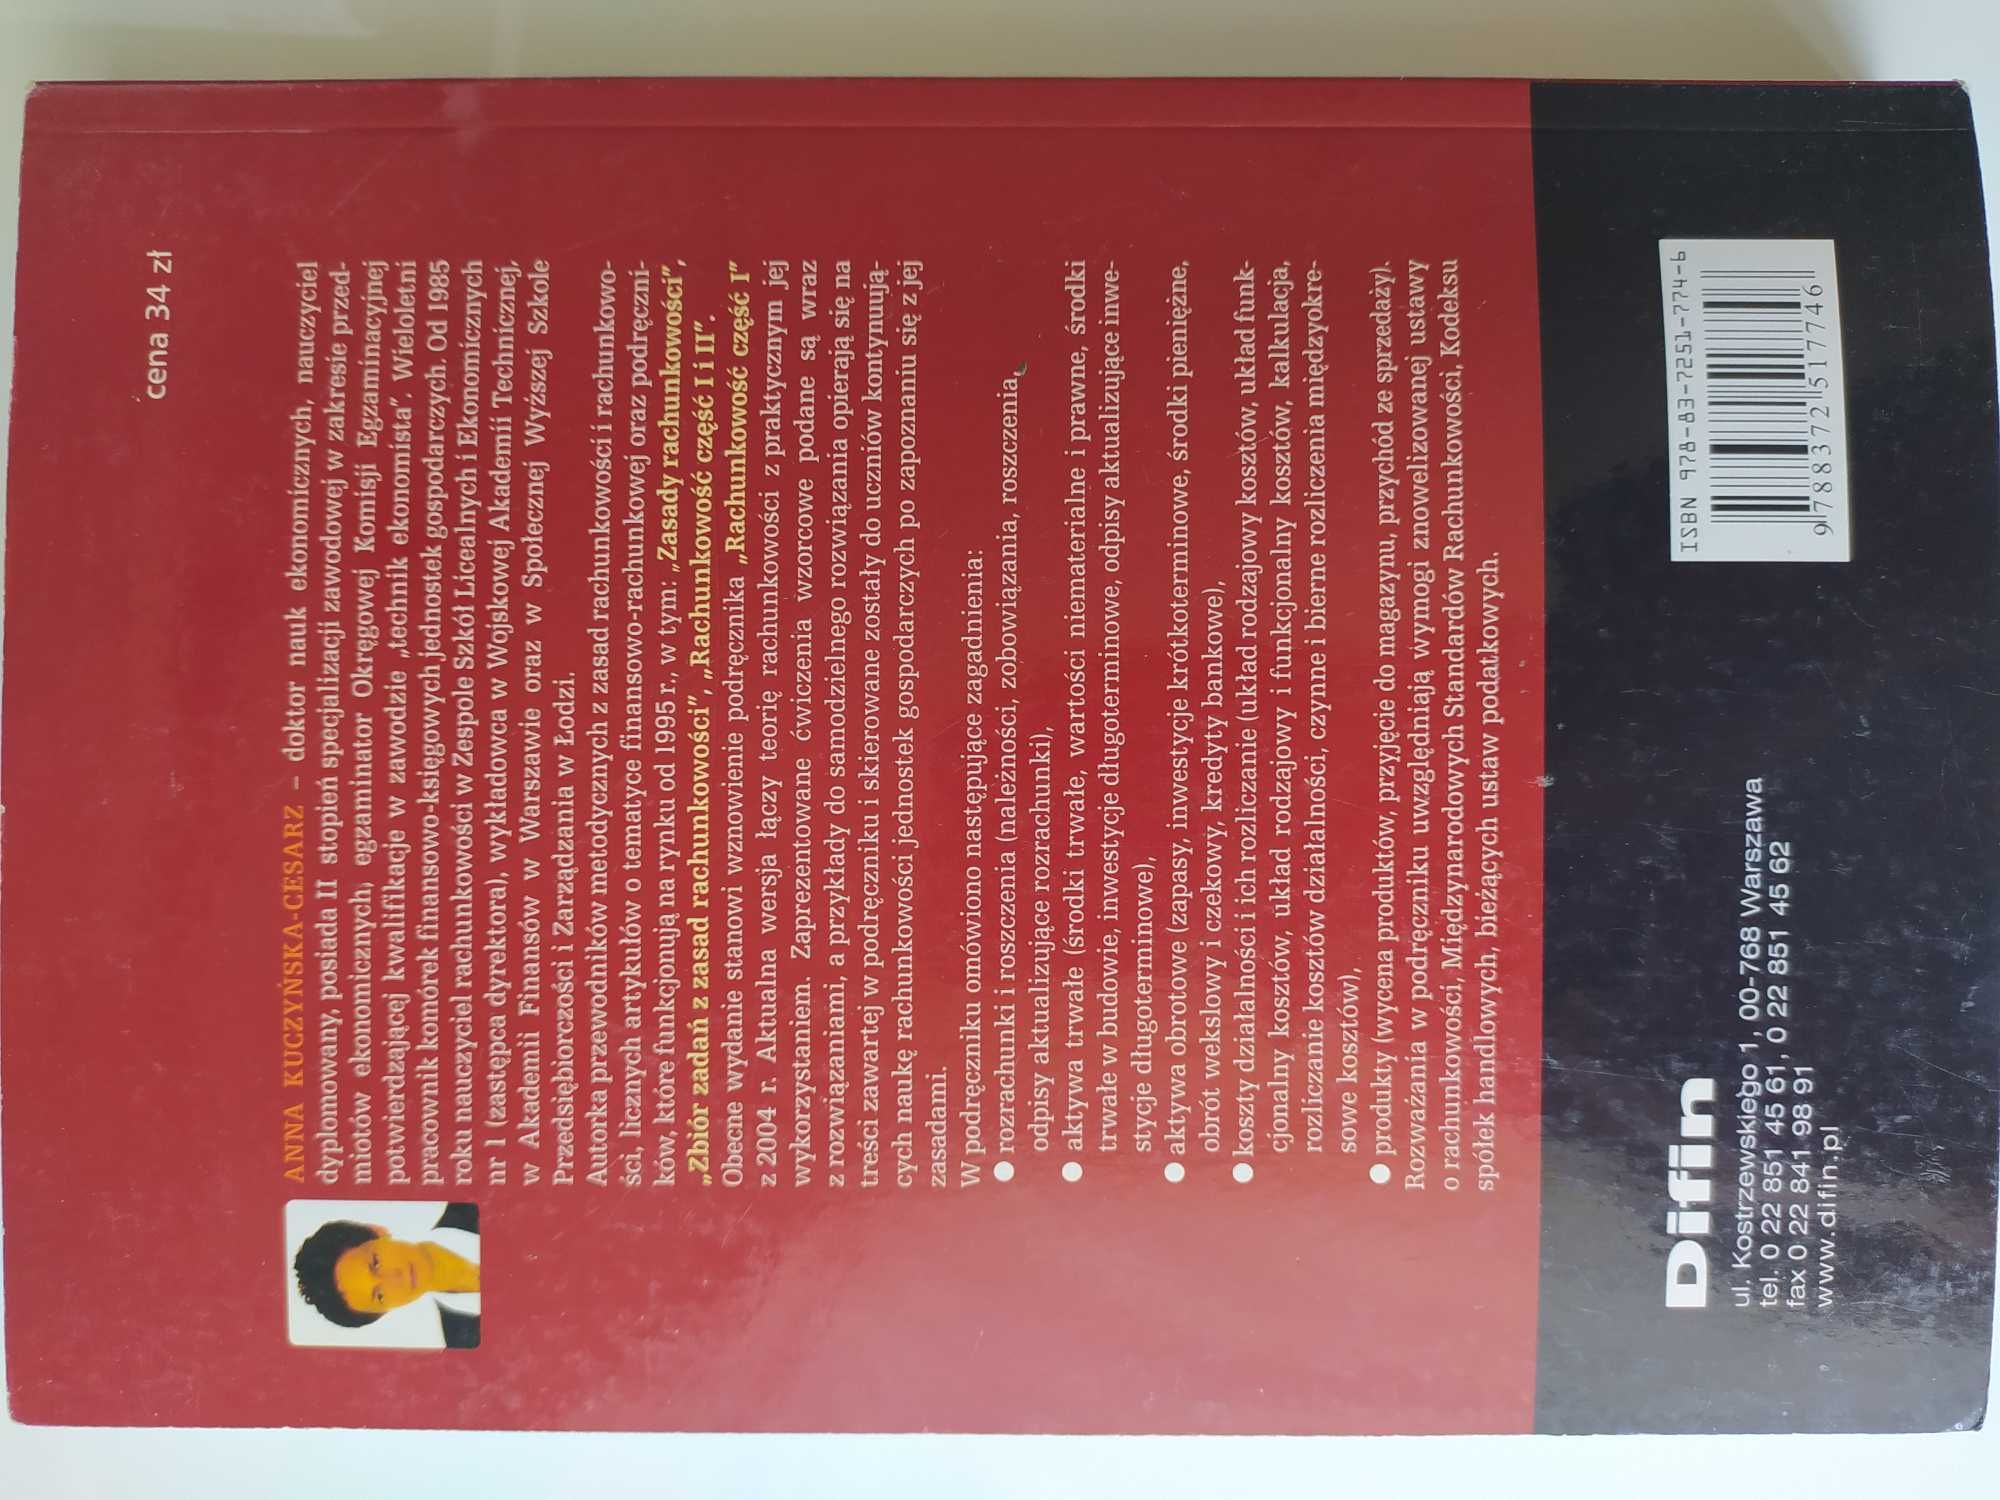 cena 34 zł
ANNA KUCZYŃSKA-CESARZ – doktor nauk ekonomicznych, nauczyciel
dyplomowany, posiada II stopień specjalizacji zawodowej w zakresie przed-
miotów ekonomicznych, egzaminator Okręgowej Komisji Egzaminacyjnej
potwierdzającej kwalifikacje w zawodzie „technik ekonomista". Wieloletni
pracownik komórek finansowo-księgowych jednostek gospodarczych. Od 1985
roku nauczyciel rachunkowości w Zespole Szkół Licealnych i Ekonomicznych
nr 1 (zastępca dyrektora), wykładowca w Wojskowej Akademii Technicznej,
w Akademii Finansów w Warszawie oraz w Społecznej Wyższej Szkole
Przedsiębiorczości i Zarządzania w Łodzi.
Autorka przewodników metodycznych z zasad rachunkowości i rachunkowo-
ści, licznych artykułów o tematyce finansowo-rachunkowej oraz podręczni-
ków, które funkcjonują na rynku od 1995 r., w tym: „Zasady rachunkowości",
„Zbiór zadań z zasad rachunkowości", „Rachunkowość część I i II".
Obecne wydanie stanowi wznowienie podręcznika „Rachunkowość część I"
z 2004 r. Aktualna wersja łączy teorię rachunkowości z praktycznym jej
wykorzystaniem. Zaprezentowane ćwiczenia wzorcowe podane są wraz
z rozwiązaniami, a przykłady do samodzielnego rozwiązania opierają się na
treści zawartej w podręczniku i skierowane zostały do uczniów kontynuują-
cych naukę rachunkowości jednostek gospodarczych po zapoznaniu się z jej
zasadami.
W podręczniku omówiono następujące zagadnienia:
● rozrachunki i roszczenia (należności, zobowiązania, roszczenia,
odpisy aktualizujące rozrachunki),
● aktywa trwałe (środki trwałe, wartości niematerialne i prawne, środki
trwałe w budowie, inwestycje długoterminowe, odpisy aktualizujące inwe-
stycje długoterminowe),
● aktywa obrotowe (zapasy, inwestycje krótkoterminowe, środki pieniężne,
obrót wekslowy i czekowy, kredyty bankowe),
● koszty działalności i ich rozliczanie (układ rodzajowy kosztów, układ funk-
cjonalny kosztów, układ rodzajowy i funkcjonalny kosztów, kalkulacja,
rozliczanie kosztów działalności, czynne i bierne rozliczenia międzyokre-
sowe kosztów),
● produkty (wycena produktów, przyjęcie do magazynu, przychód ze sprzedaży).
Rozważania w podręczniku uwzględniają wymogi znowelizowanej ustawy
o rachunkowości, Międzynarodowych Standardów Rachunkowości, Kodeksu
spółek handlowych, bieżących ustaw podatkowych.
Difin
ul. Kostrzewskiego 1, 00-768 Warszawa
tel. 0 22 851 45 61, 0 22 851 45 62
fax 0 22 841 98 91
www.difin.pl
ISBN 978-83-7251-774-6
9 788372 517746